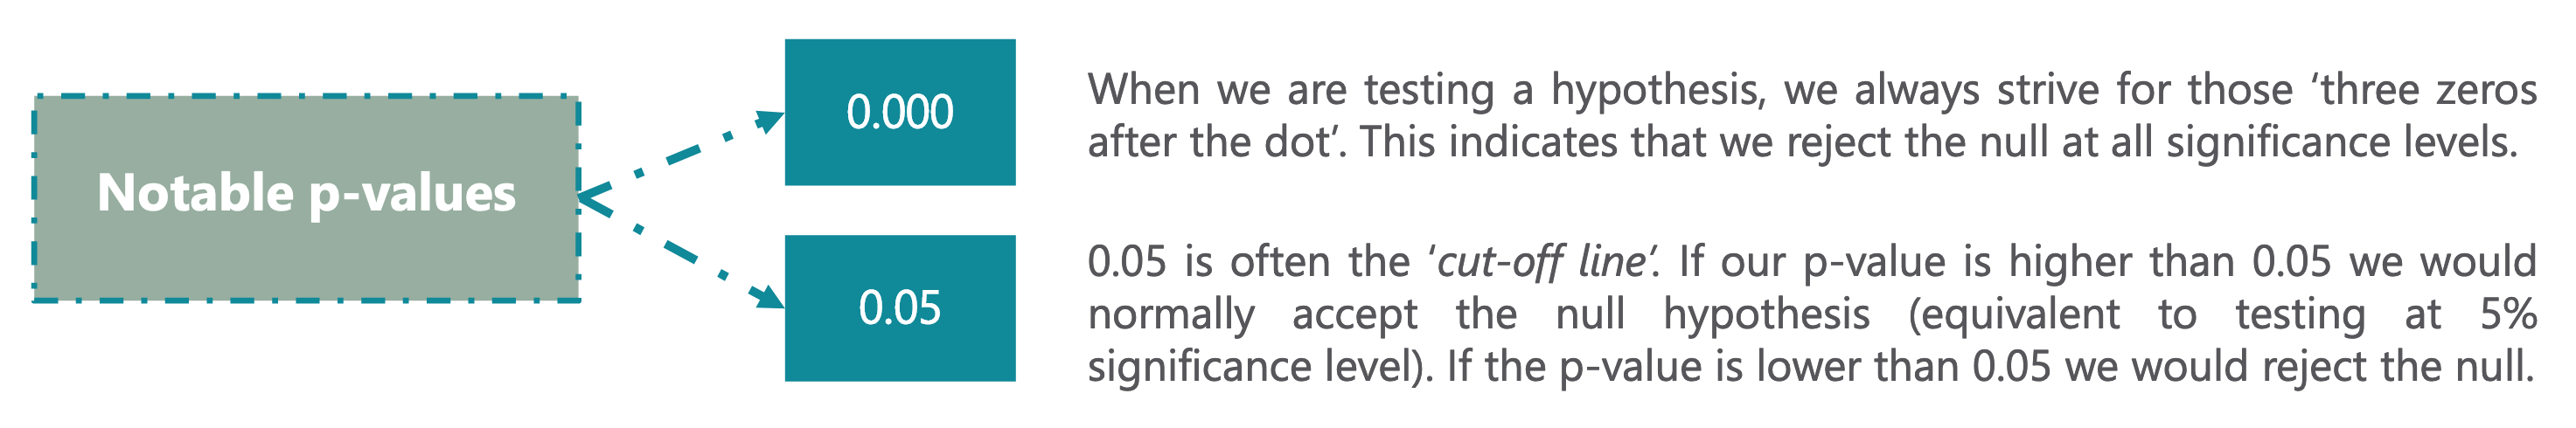 Notable p-values
0.000
When we are testing a hypothesis, we always strive for those ‘three zeros
after the dot’. This indicates that we reject the null at all significance levels.
0.05
0.05 is often the ‘cut-off line’. If our p-value is higher than 0.05 we would
normally accept the null hypothesis (equivalent to testing at 5%
significance level). If the p-value is lower than 0.05 we would reject the null.